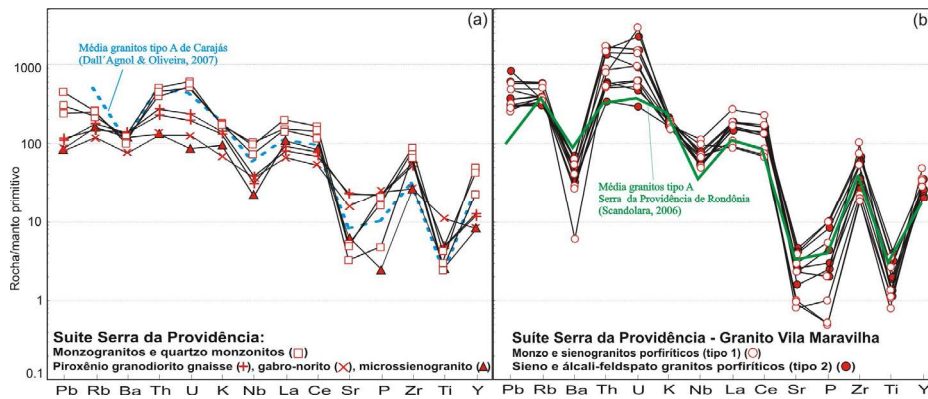 (a)
(b)
Rocha/manto primitivo
1000
100
10
1
0.1
Média granitos tipo A de Carajás
(Dall´Agnol & Oliveira, 2007)
Suite Serra da Providência:
Monzogranitos e quartzo monzonitos (□)
Piroxênio granodiorito gnaisse (+), gabro-norito (×), microssienogranito (▲)
Pb Rb Ba Th U K Nb La Ce Sr P Zr Ti Y
Média granitos tipo A
Serra da Providência de Rondônia
(Scandolara, 2006)
Suíte Serra da Providência - Granito Vila Maravilha
Monzo e sienogranitos porfiríticos (tipo 1) (○)
Sieno e álcali-feldspato granitos porfiríticos (tipo 2) (●)
Pb Rb Ba Th U K Nb La Ce Sr P Zr Ti Y